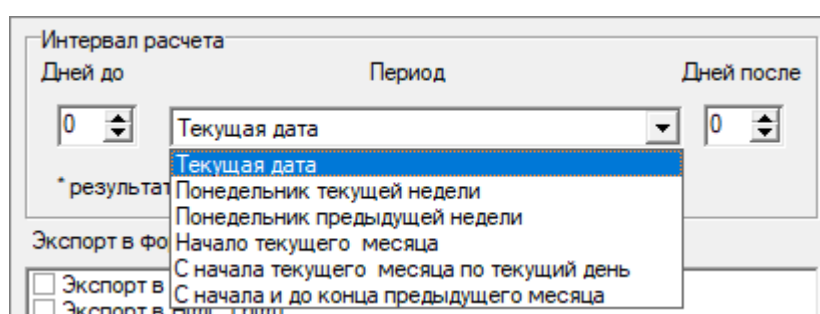 Интервал расчета
Дней до Период Дней после
0 Текущая дата 0
Текущая дата
* результат Понедельник текущей недели
Понедельник предыдущей недели
Экспорт в фо Начало текущего месяца
С начала текущего месяца по текущий день
Экспорт в С начала и до конца предыдущего месяца
Экспорт в